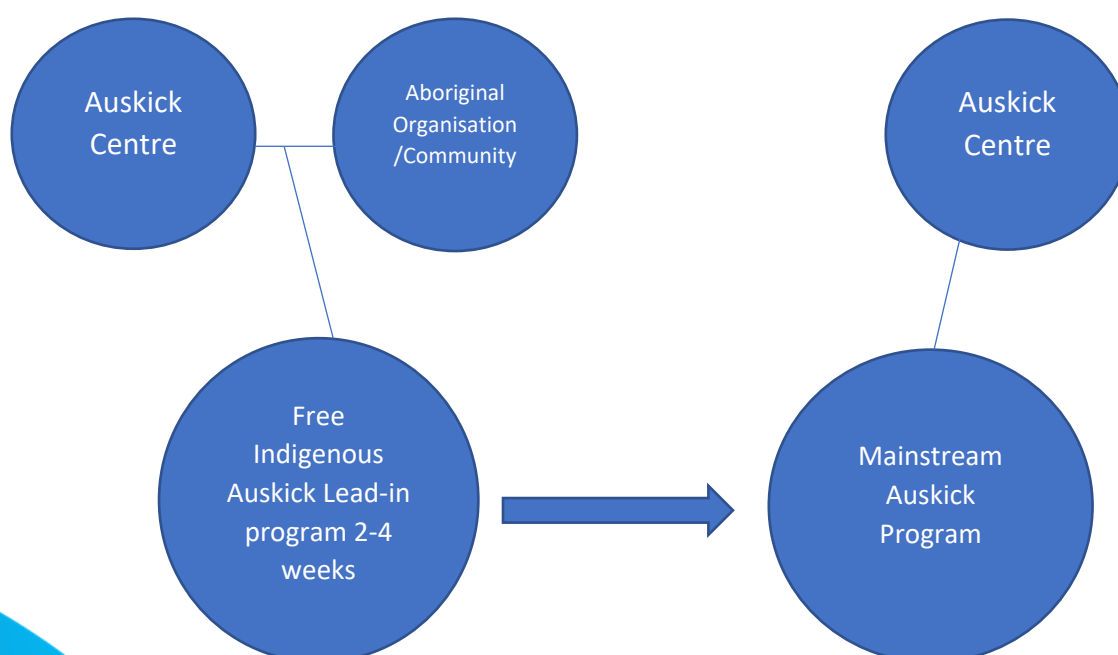 Auskick
Centre
Aboriginal
Organisation
/Community
Auskick
Centre
Free
Indigenous
Auskick Lead-in
program 2-4
weeks
Mainstream
Auskick
Program